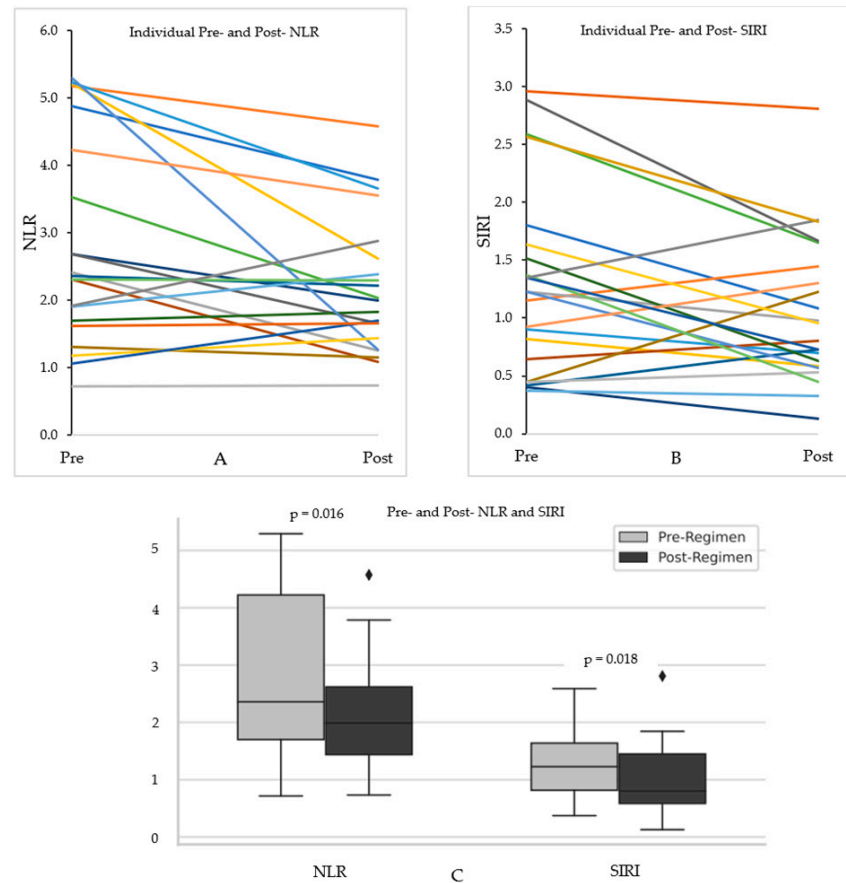 Individual Pre- and Post- NLR
6.0
5.0
4.0
3.0
2.0
1.0
0.0
NLR
Pre
A
Post
Individual Pre- and Post- SIRI
3.5
3.0
2.5
2.0
1.5
1.0
0.5
0.0
SIRI
Pre
B
Post
Pre- and Post- NLR and SIRI
p = 0.016
Pre-Regimen
Post-Regimen
p = 0.018
5
4
3
2
1
0
NLR
C
SIRI